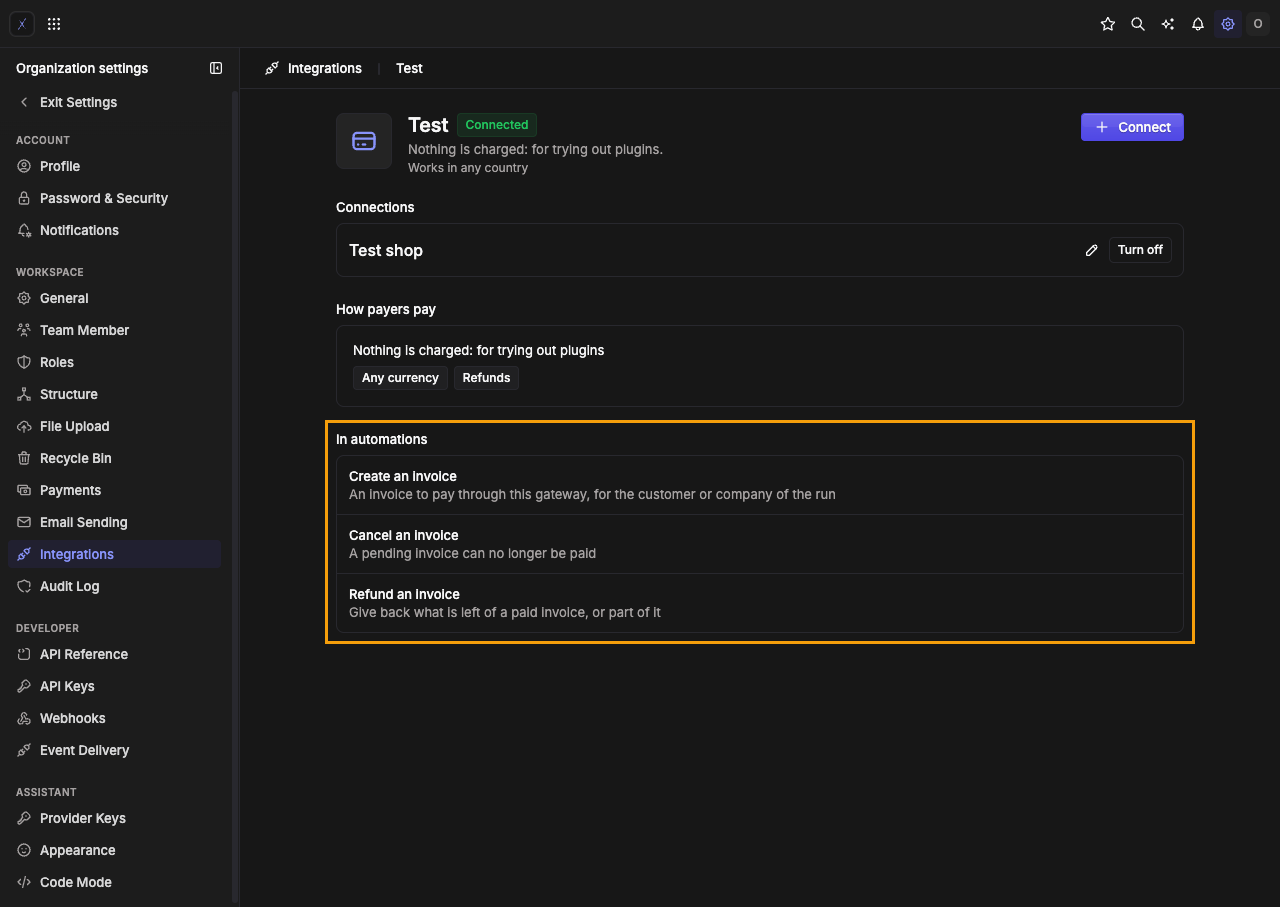 O
Organization settings
Integrations
Test
Exit Settings
ACCOUNT
Profile
Password & Security
Notifications
WORKSPACE
General
Team Member
Roles
Structure
File Upload
Recycle Bin
Payments
Email Sending
Integrations
Audit Log
DEVELOPER
API Reference
API Keys
Webhooks
Event Delivery
ASSISTANT
Provider Keys
Appearance
Code Mode
Test Connected
Nothing is charged: for trying out plugins.
Works in any country
Connect
Connections
Test shop
Turn off
How payers pay
Nothing is charged: for trying out plugins
Any currency Refunds
In automations
Create an invoice
An invoice to pay through this gateway, for the customer or company of the run
Cancel an invoice
A pending invoice can no longer be paid
Refund an invoice
Give back what is left of a paid invoice, or part of it